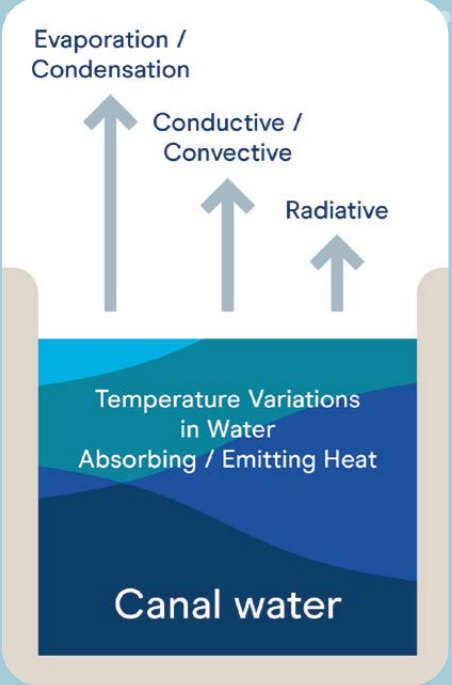 Evaporation /
Condensation
Conductive /
Convective
Radiative
Temperature Variations
in Water
Absorbing / Emitting Heat
Canal water